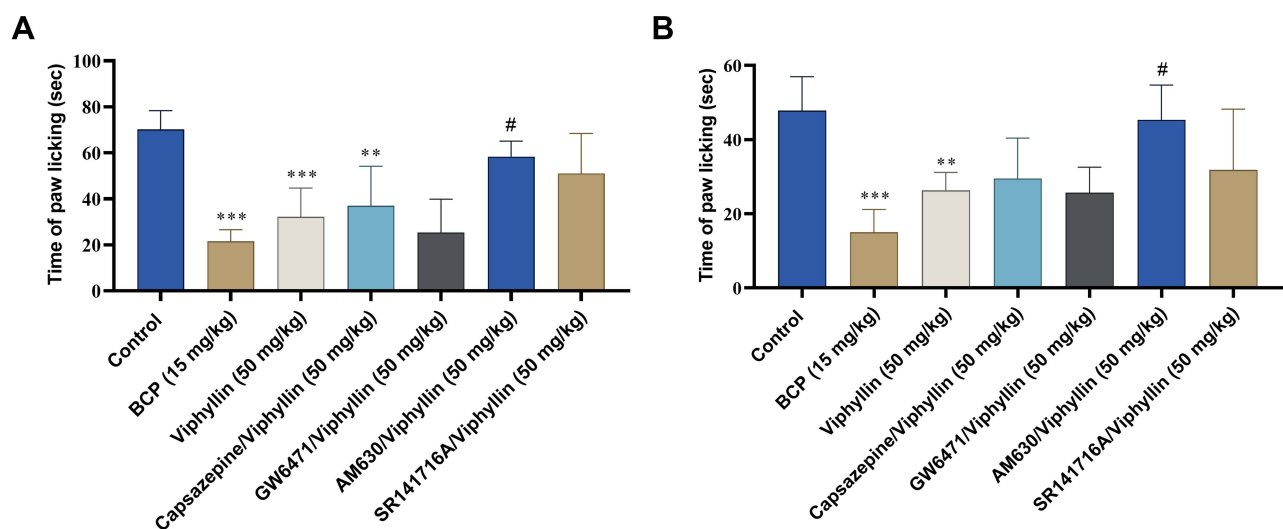 A
Time of paw licking (sec)
100
80
60
40
20
0
***
***
**
#
Control
BCP (15 mg/kg)
Viphyllin (50 mg/kg)
Capsazepine/Viphyllin (50 mg/kg)
GW6471/Viphyllin (50 mg/kg)
AM630/Viphyllin (50 mg/kg)
SR141716A/Viphyllin (50 mg/kg)
B
Time of paw licking (sec)
60
40
20
0
***
**
#
Control
BCP (15 mg/kg)
Viphyllin (50 mg/kg)
Capsazepine/Viphyllin (50 mg/kg)
GW6471/Viphyllin (50 mg/kg)
AM630/Viphyllin (50 mg/kg)
SR141716A/Viphyllin (50 mg/kg)